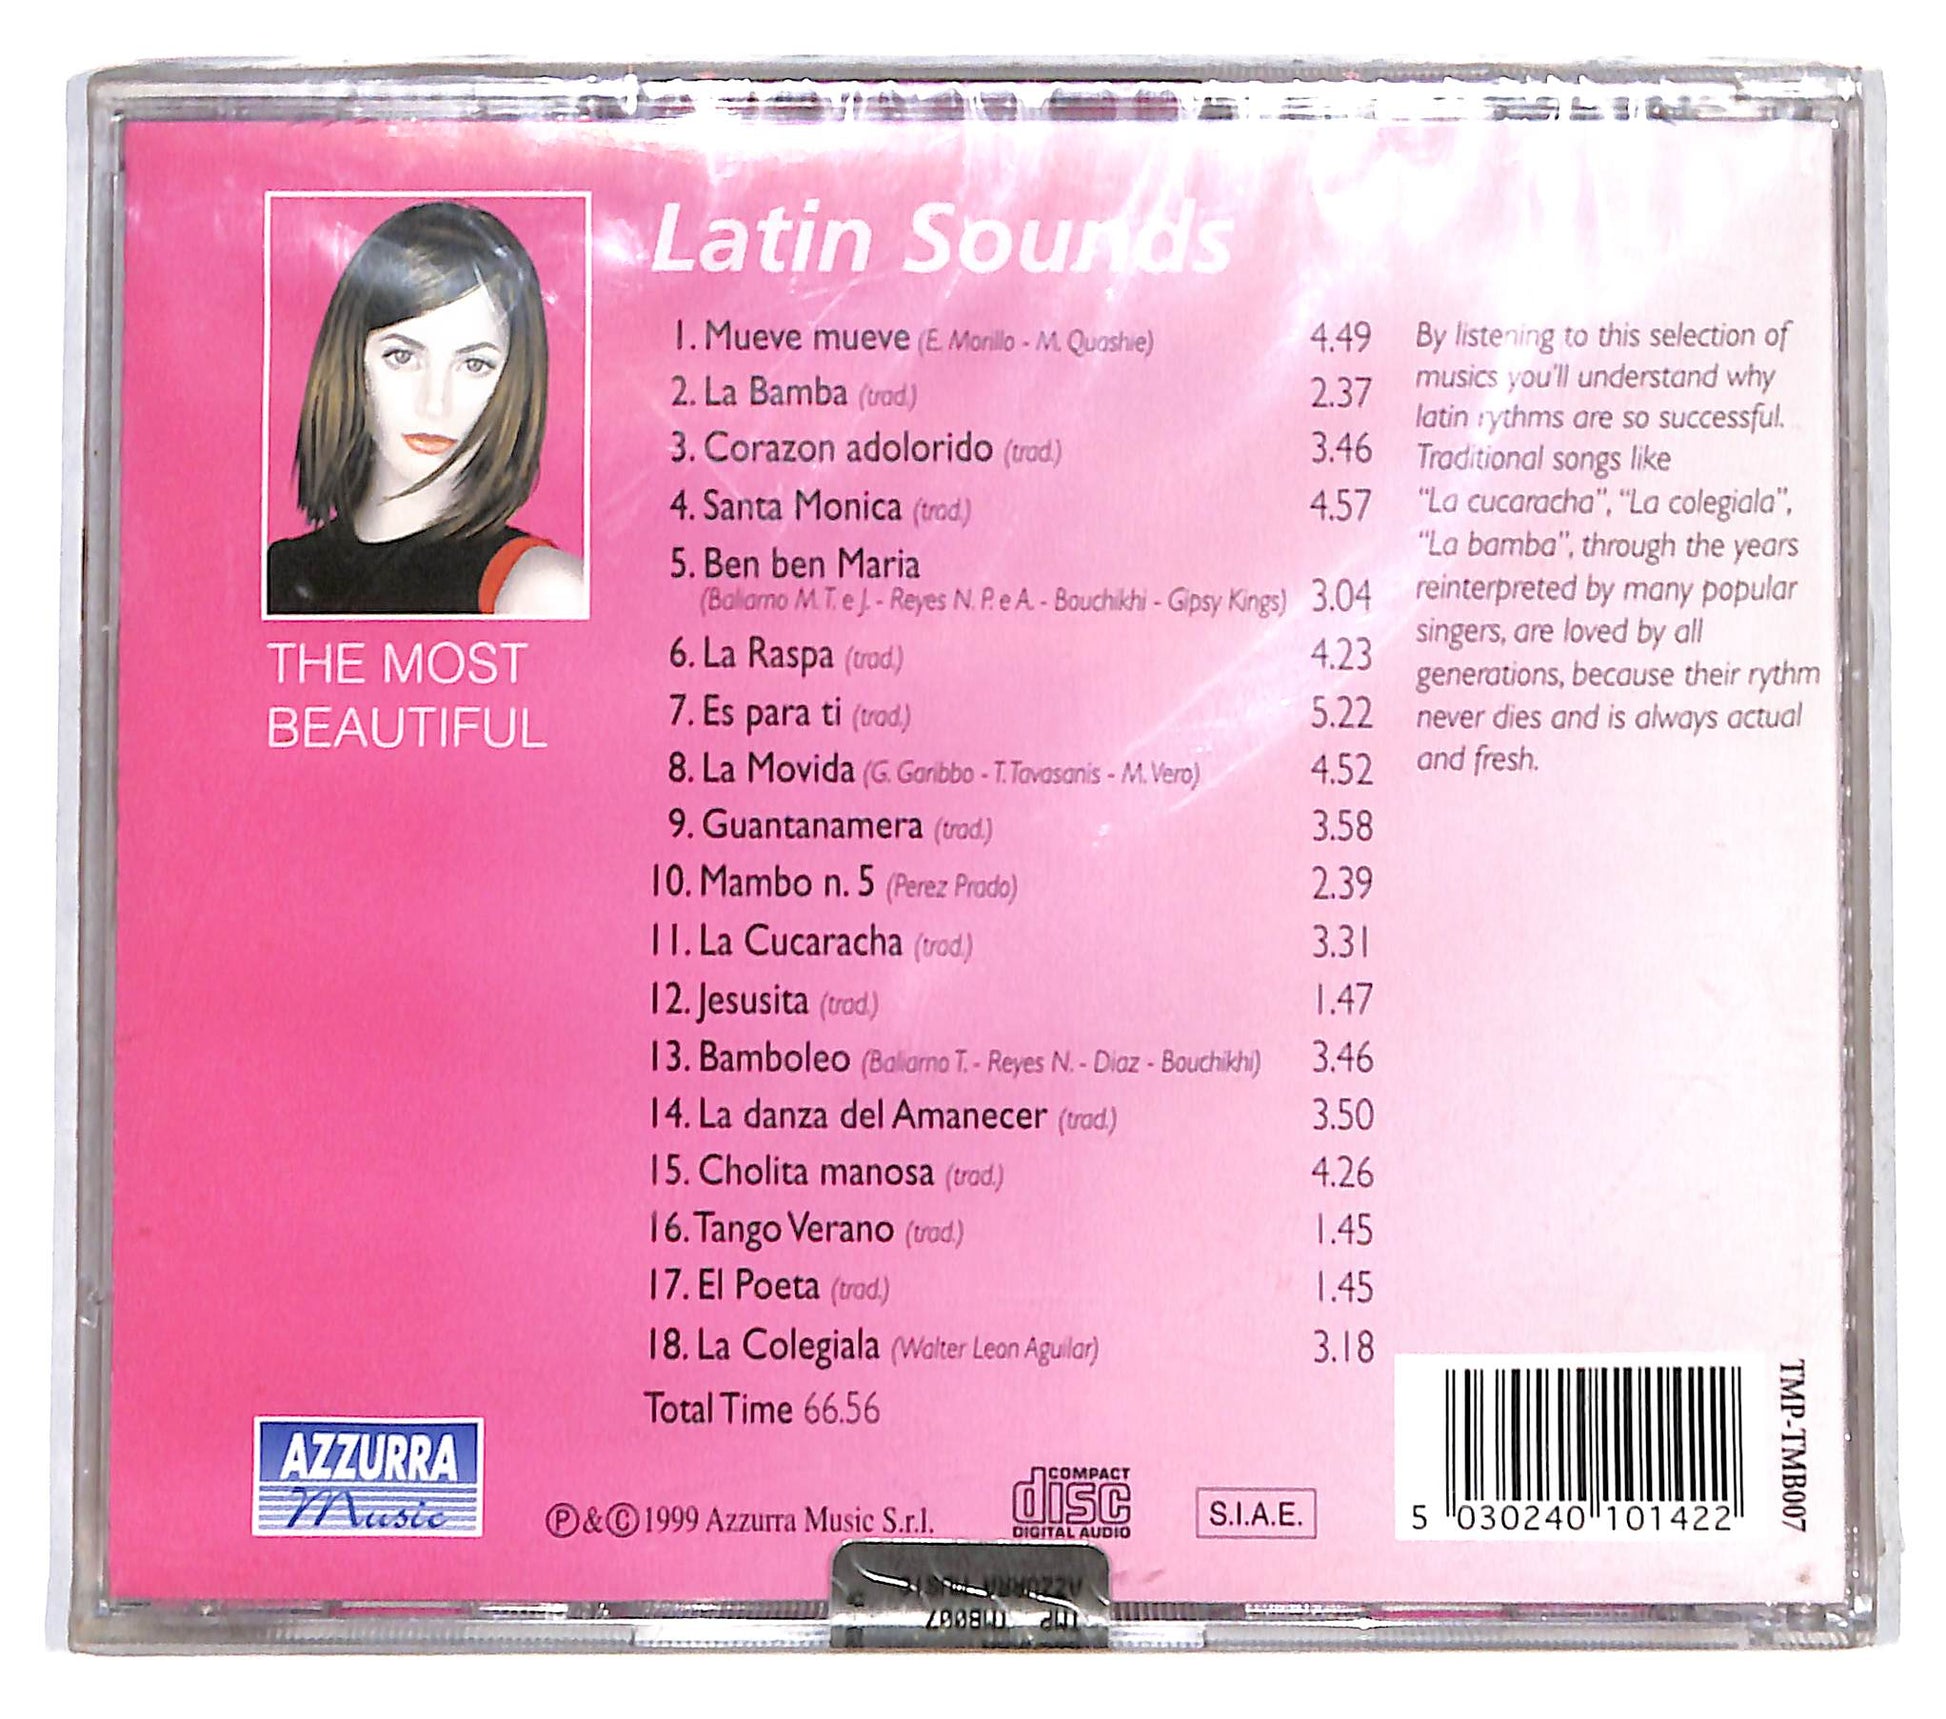 Latin Sounds
1. Mueve mueve (E. Morillo - M. Quashie) 4.49
2. La Bamba (trad.) 2.37
3. Corazon adolorido (trad.) 3.46
4. Santa Monica (trad.) 4.57
5. Ben ben Maria
(Baliarno M. T. e J. - Reyes N. P. e A. - Bouchikhi - Gipsy Kings) 3.04
6. La Raspa (trad.) 4.23
7. Es para ti (trad.) 5.22
8. La Movida (G. Garibbo - T. Tavasanis - M. Vero) 4.52
9. Guantanamera (trad.) 3.58
10. Mambo n. 5 (Perez Prado) 2.39
11. La Cucaracha (trad.) 3.31
12. Jesusita (trad.) 1.47
13. Bamboleo (Baliarno T. - Reyes N. - Diaz - Bouchikhi) 3.46
14. La danza del Amanecer (trad.) 3.50
15. Cholita manosa (trad.) 4.26
16. Tango Verano (trad.) 1.45
17. El Poeta (trad.) 1.45
18. La Colegiala (Walter Leon Aguilar) 3.18
Total Time 66.56
By listening to this selection of
musics you'll understand why
latin rythms are so successful.
Traditional songs like
"La cucaracha", "La colegiala",
"La bamba", through the years
reinterpreted by many popular
singers, are loved by all
generations, because their rythm
never dies and is always actual
and fresh.
THE MOST
BEAUTIFUL
AZZURRA
Music
℗&©1999 Azzurra Music S.r.l.
COMPACT
disc
DIGITAL AUDIO
S.I.A.E.
5 030240 101422
TMP-TMB007
AZZURRA MUSIC
TMP TMB007